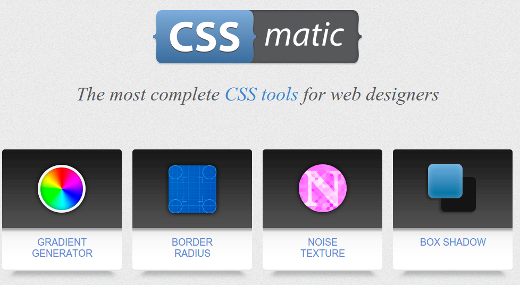 CSS matic
The most complete CSS tools for web designers
N
GRADIENT
GENERATOR
BORDER
RADIUS
NOISE
TEXTURE
BOX SHADOW